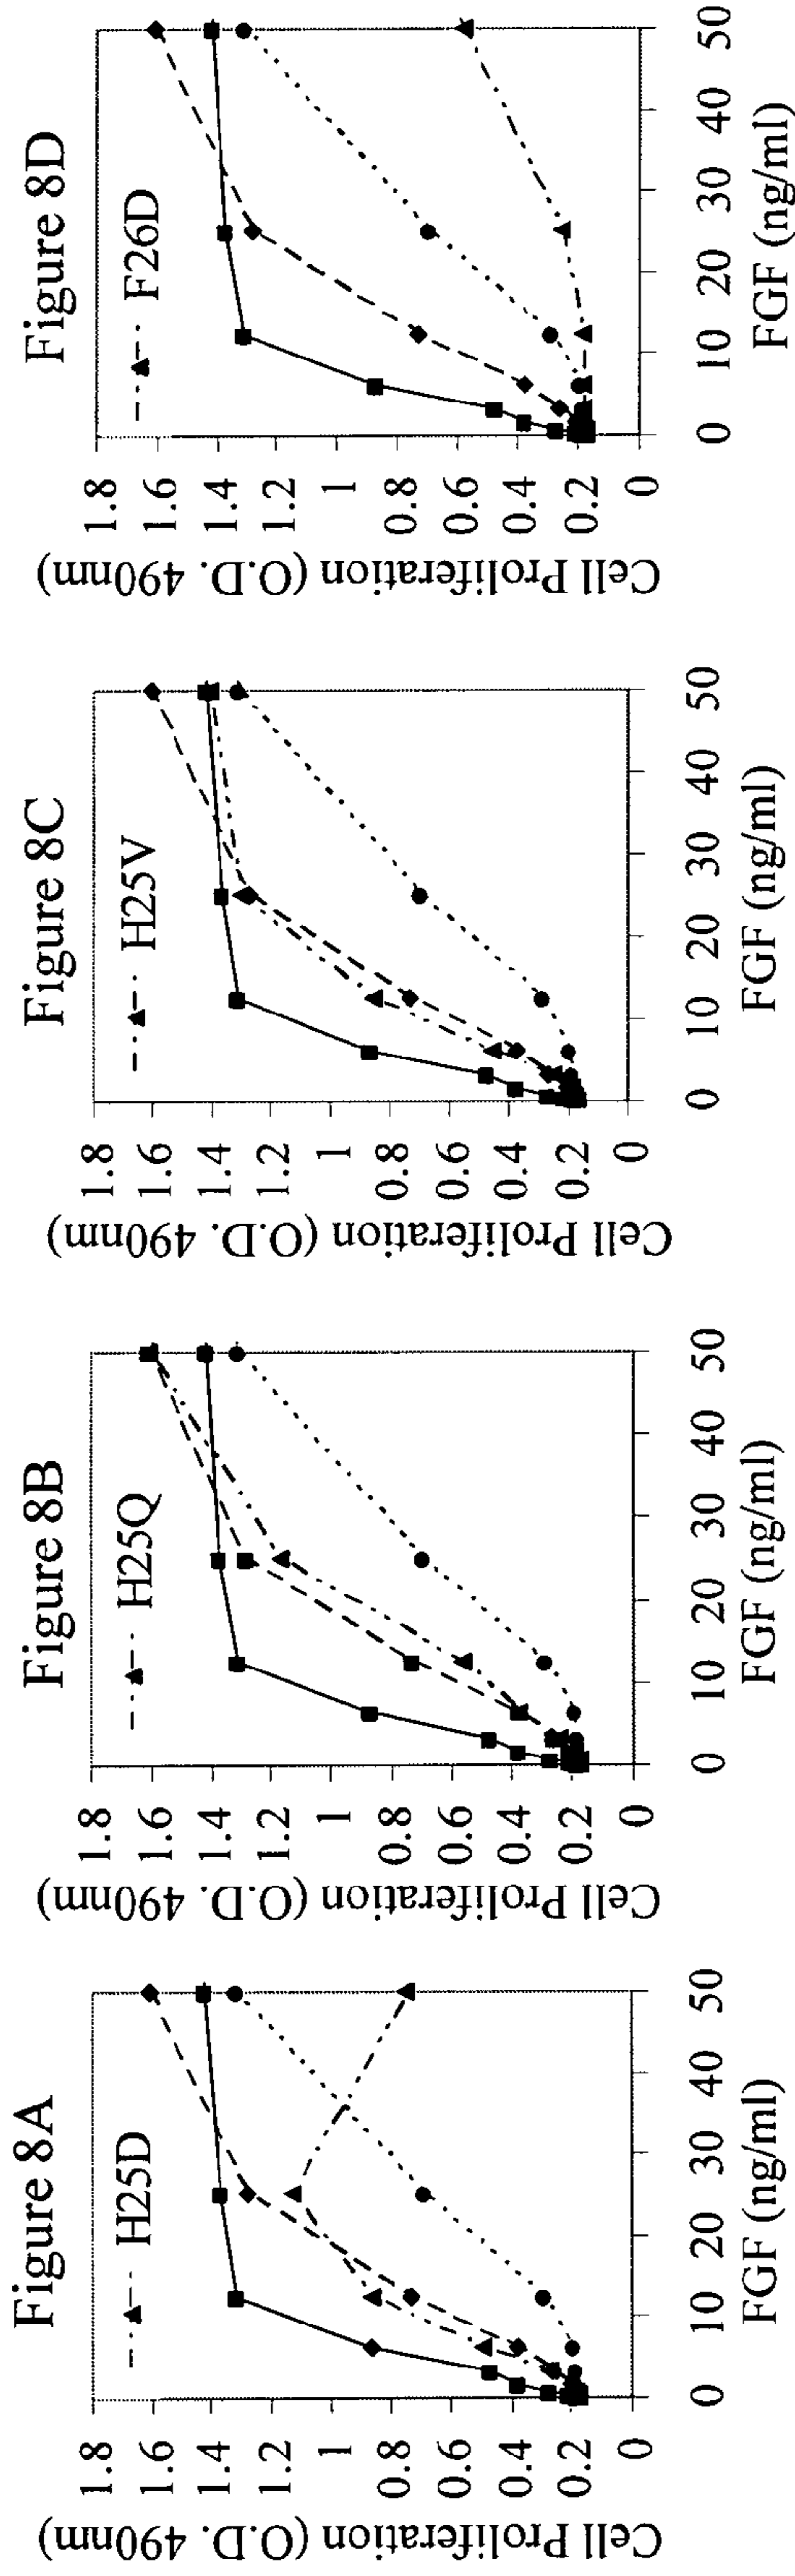 Figure 8A
H25D
Cell Proliferation (O.D. 490nm)
1.8
1.6
1.4
1.2
1
0.8
0.6
0.4
0.2
0
0 10 20 30 40 50
FGF (ng/ml)
Figure 8B
H25Q
Cell Proliferation (O.D. 490nm)
1.8
1.6
1.4
1.2
1
0.8
0.6
0.4
0.2
0
0 10 20 30 40 50
FGF (ng/ml)
Figure 8C
H25V
Cell Proliferation (O.D. 490nm)
1.8
1.6
1.4
1.2
1
0.8
0.6
0.4
0.2
0
0 10 20 30 40 50
FGF (ng/ml)
Figure 8D
F26D
Cell Proliferation (O.D. 490nm)
1.8
1.6
1.4
1.2
1
0.8
0.6
0.4
0.2
0
0 10 20 30 40 50
FGF (ng/ml)